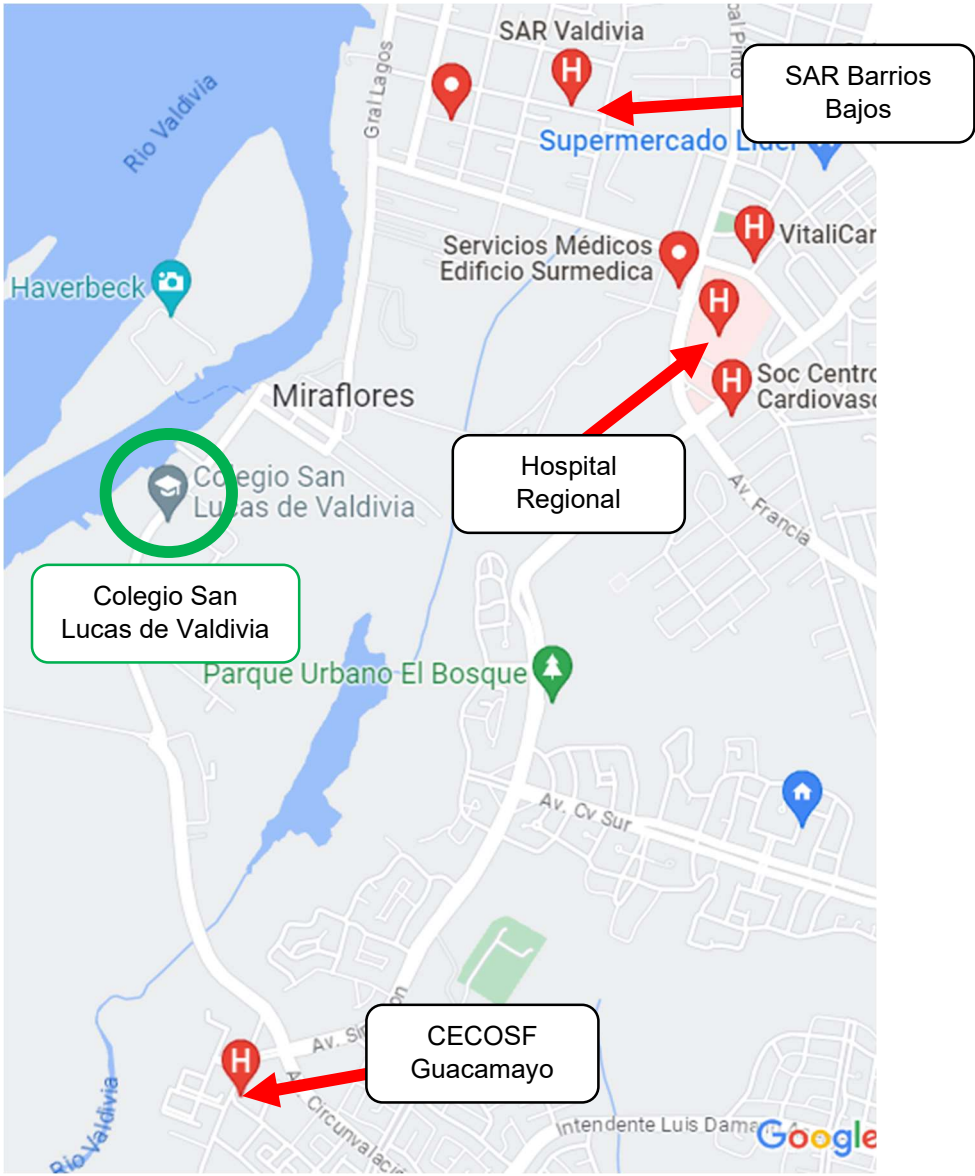 SAR Valdivia
SAR Barrios
Bajos
Gral Lagos
Rio Valdivia
Supermercado Lider
Servicios Médicos
Edificio Surmedica
VitaliCar
Haverbeck
Miraflores
Soc Centro
Cardiovasc
Hospital
Regional
Colegio San
Lucas de Valdivia
Av. Francia
Colegio San
Lucas de Valdivia
Parque Urbano El Bosque
Av. Cv Sur
CECOSF
Guacamayo
Av. Circunvalació
Rio Valdivia
Intendente Luis Dama
Google
H
H
H
H
H